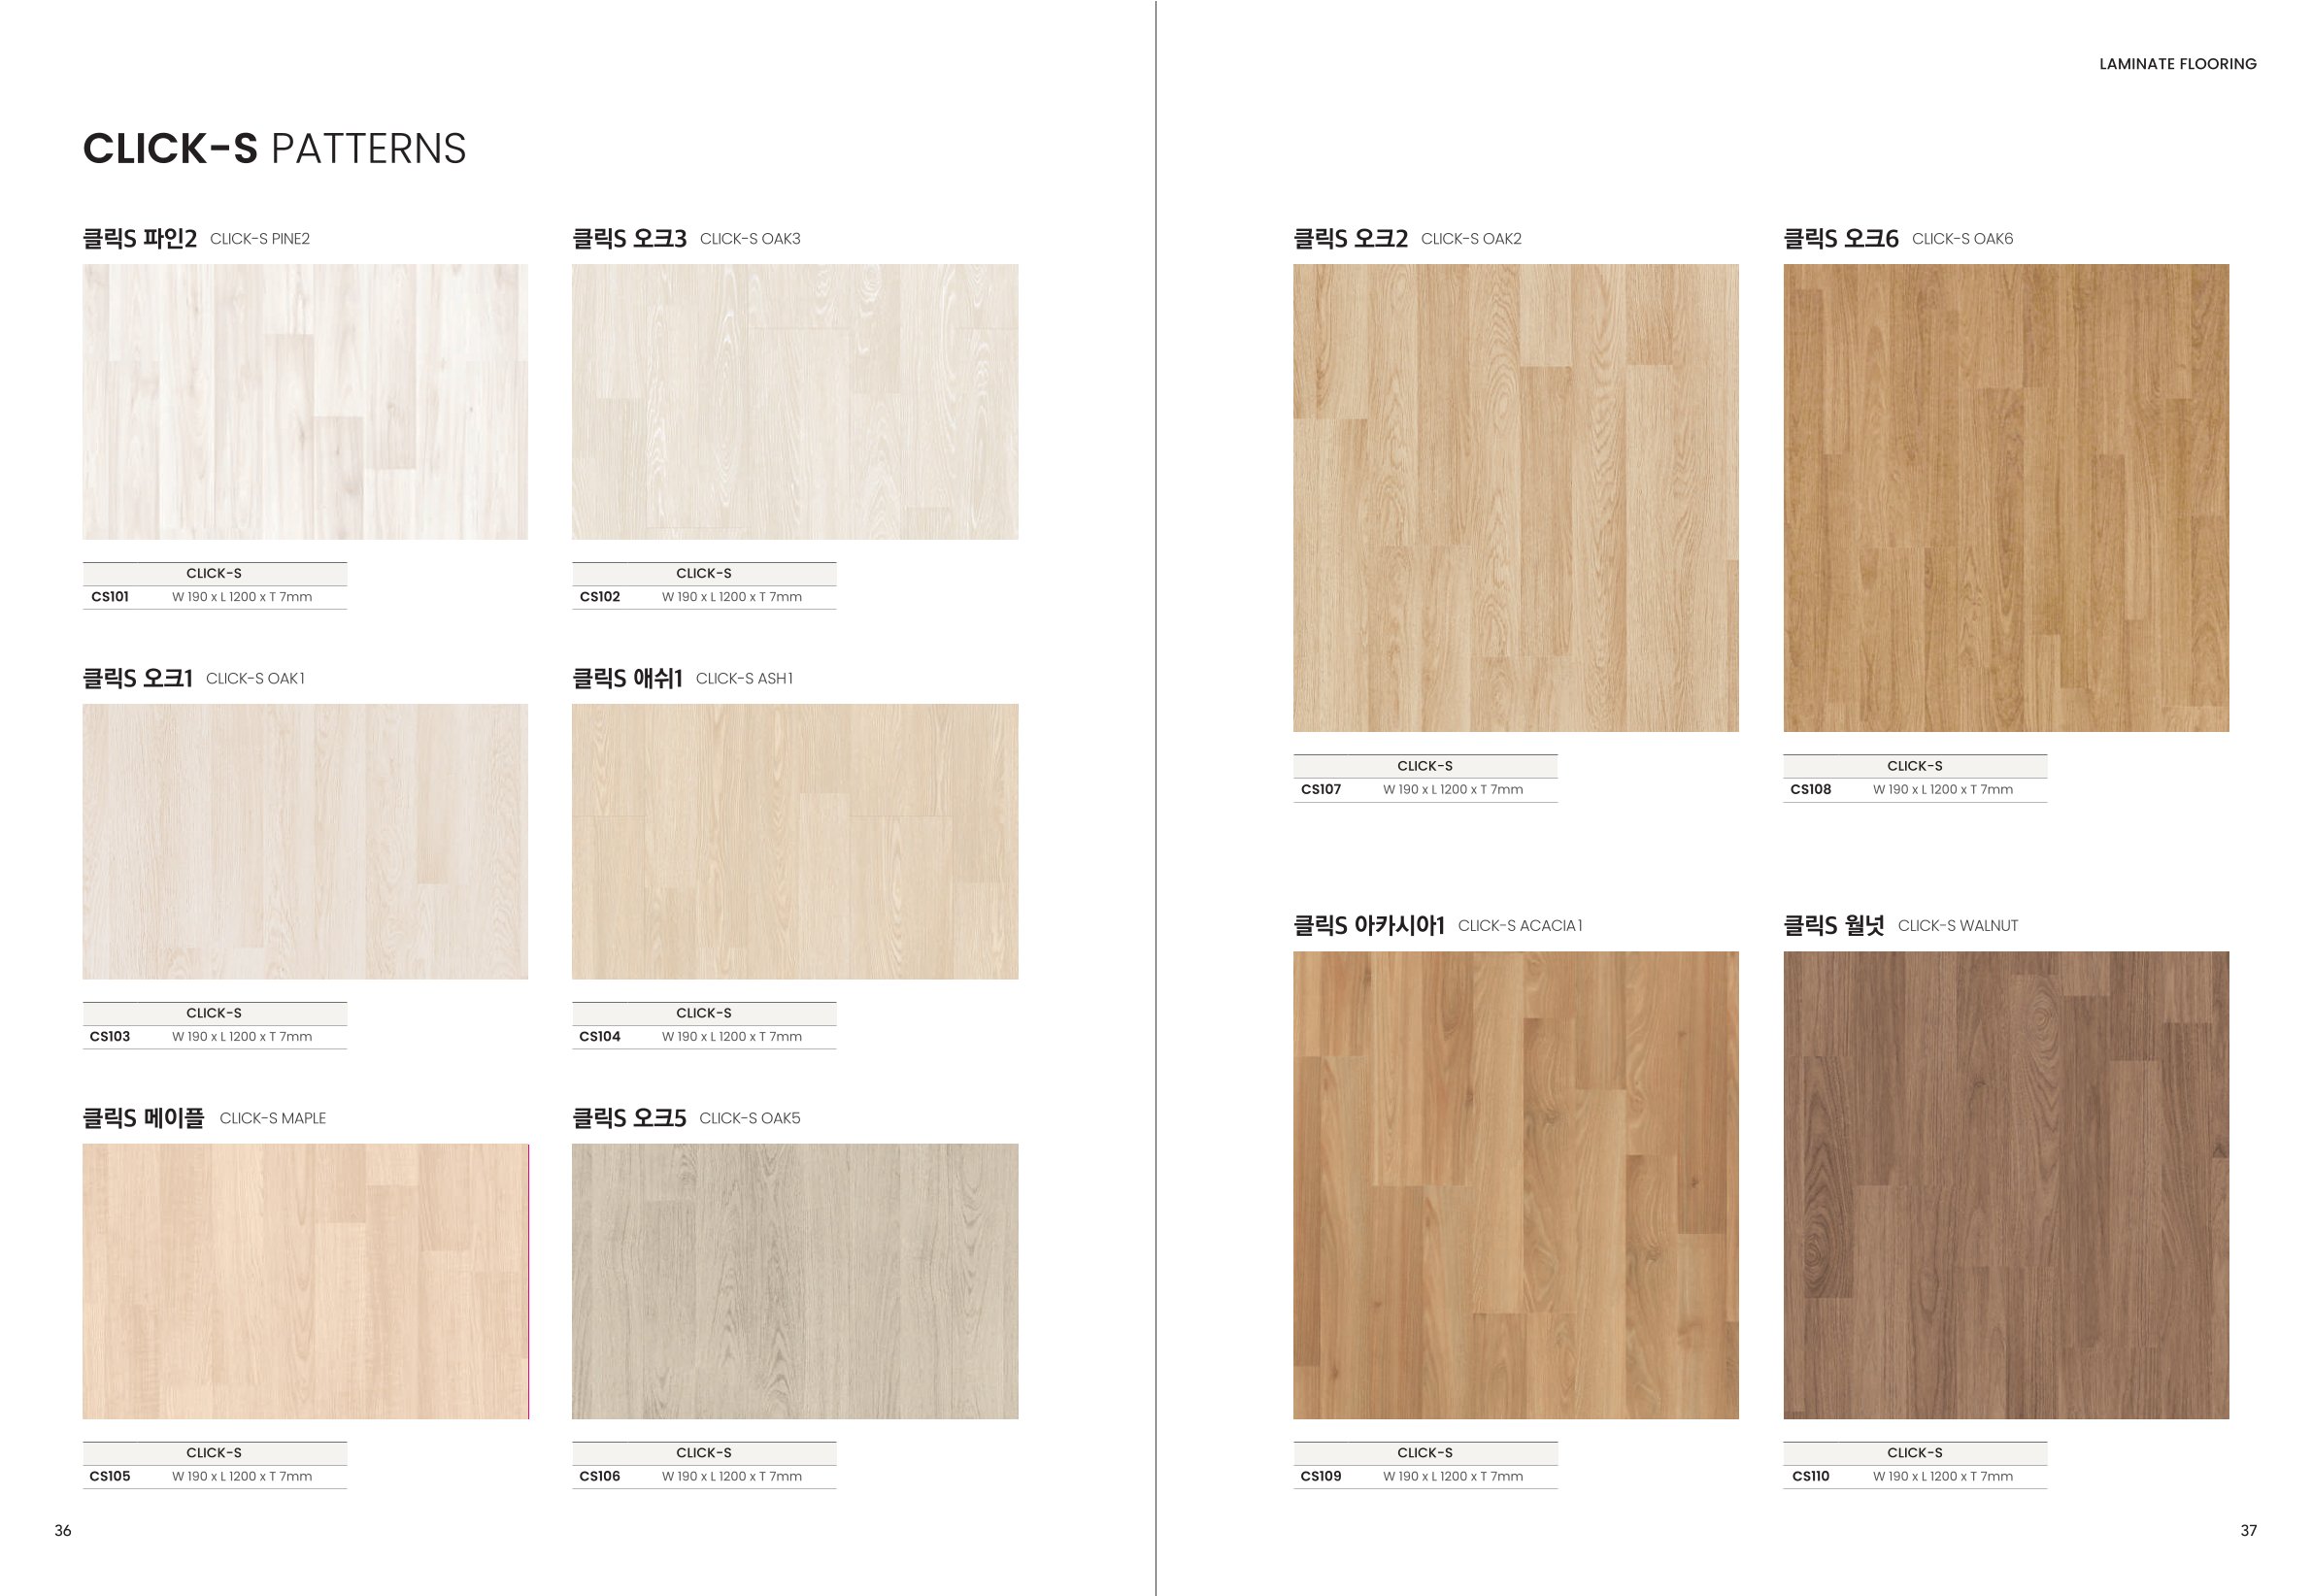 LAMINATE FLOORING
CLICK-S PATTERNS
클릭S 파인2 CLICK-S PINE2
CLICK-S
CS101 W 190 x L 1200 x T 7mm
클릭S 오크3 CLICK-S OAK3
CLICK-S
CS102 W 190 x L 1200 x T 7mm
클릭S 오크1 CLICK-S OAK1
CLICK-S
CS103 W 190 x L 1200 x T 7mm
클릭S 애쉬1 CLICK-S ASH1
CLICK-S
CS104 W 190 x L 1200 x T 7mm
클릭S 메이플 CLICK-S MAPLE
CLICK-S
CS105 W 190 x L 1200 x T 7mm
클릭S 오크5 CLICK-S OAK5
CLICK-S
CS106 W 190 x L 1200 x T 7mm
36
클릭S 오크2 CLICK-S OAK2
CLICK-S
CS107 W 190 x L 1200 x T 7mm
클릭S 오크6 CLICK-S OAK6
CLICK-S
CS108 W 190 x L 1200 x T 7mm
클릭S 아카시아1 CLICK-S ACACIA1
CLICK-S
CS109 W 190 x L 1200 x T 7mm
클릭S 월넛 CLICK-S WALNUT
CLICK-S
CS110 W 190 x L 1200 x T 7mm
37